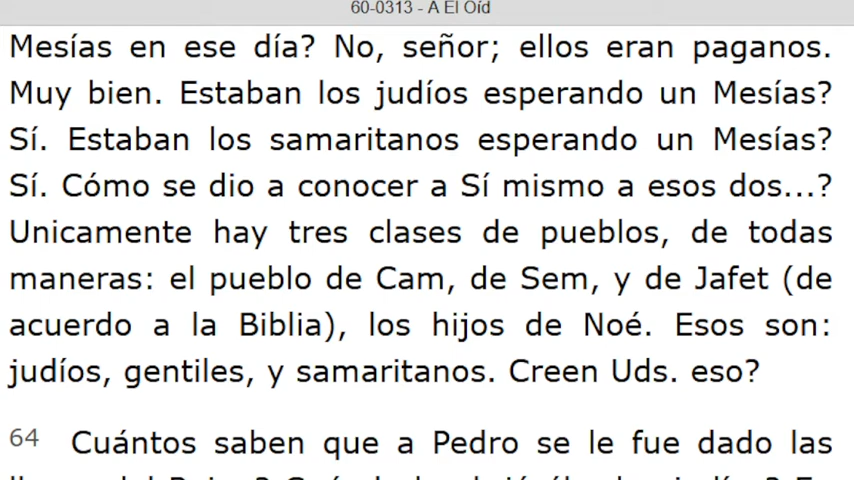 60-0313 - A El Oíd
Mesías en ese día? No, señor; ellos eran paganos.
Muy bien. Estaban los judíos esperando un Mesías?
Sí. Estaban los samaritanos esperando un Mesías?
Sí. Cómo se dio a conocer a Sí mismo a esos dos...?
Unicamente hay tres clases de pueblos, de todas
maneras: el pueblo de Cam, de Sem, y de Jafet (de
acuerdo a la Biblia), los hijos de Noé. Esos son:
judíos, gentiles, y samaritanos. Creen Uds. eso?
64 Cuántos saben que a Pedro se le fue dado las